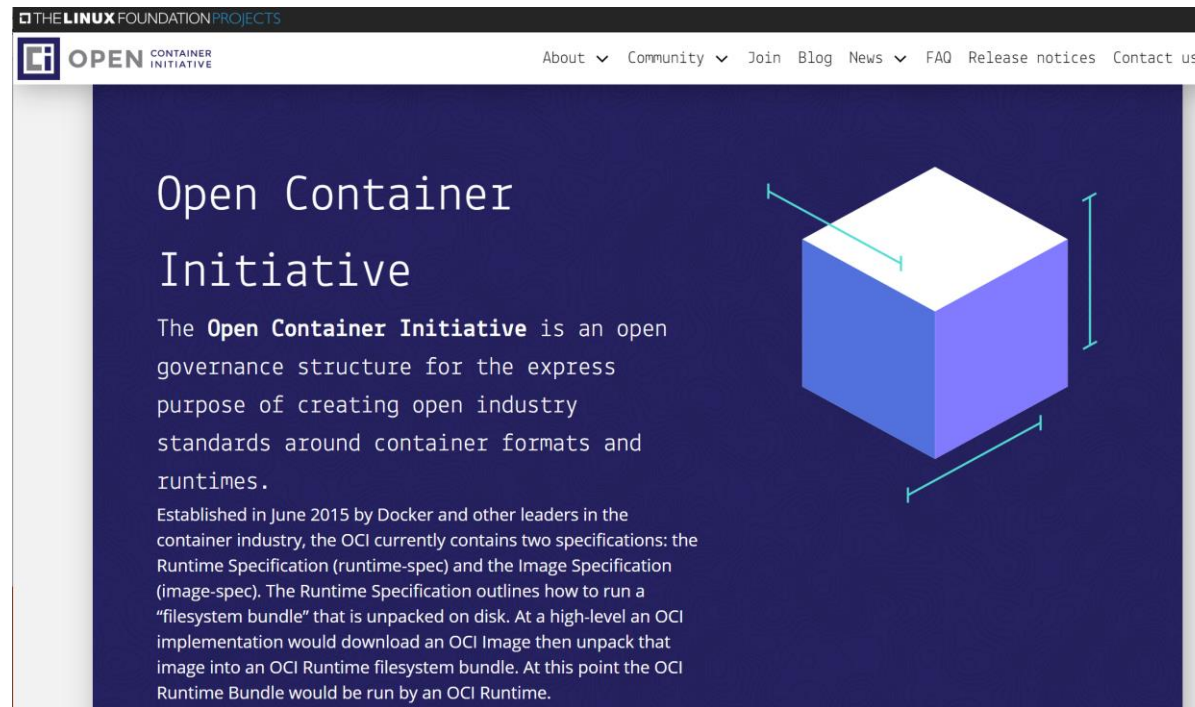 THE LINUX FOUNDATION PROJECTS
Ci OPEN CONTAINER INITIATIVE
About Community Join Blog News FAQ Release notices Contact us
Open Container
Initiative
The Open Container Initiative is an open
governance structure for the express
purpose of creating open industry
standards around container formats and
runtimes.
Established in June 2015 by Docker and other leaders in the
container industry, the OCI currently contains two specifications: the
Runtime Specification (runtime-spec) and the Image Specification
(image-spec). The Runtime Specification outlines how to run a
“filesystem bundle” that is unpacked on disk. At a high-level an OCI
implementation would download an OCI Image then unpack that
image into an OCI Runtime filesystem bundle. At this point the OCI
Runtime Bundle would be run by an OCI Runtime.